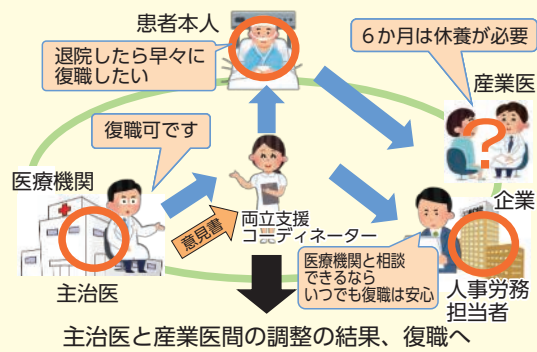 患者本人
退院したら早々に
復職したい
6か月は休養が必要
産業医
?
復職可です
医療機関
意見書
両立支援
コーディネーター
企業
医療機関と相談
できるなら
いつでも復職は安心
主治医
人事労務
担当者
主治医と産業医間の調整の結果、復職へ